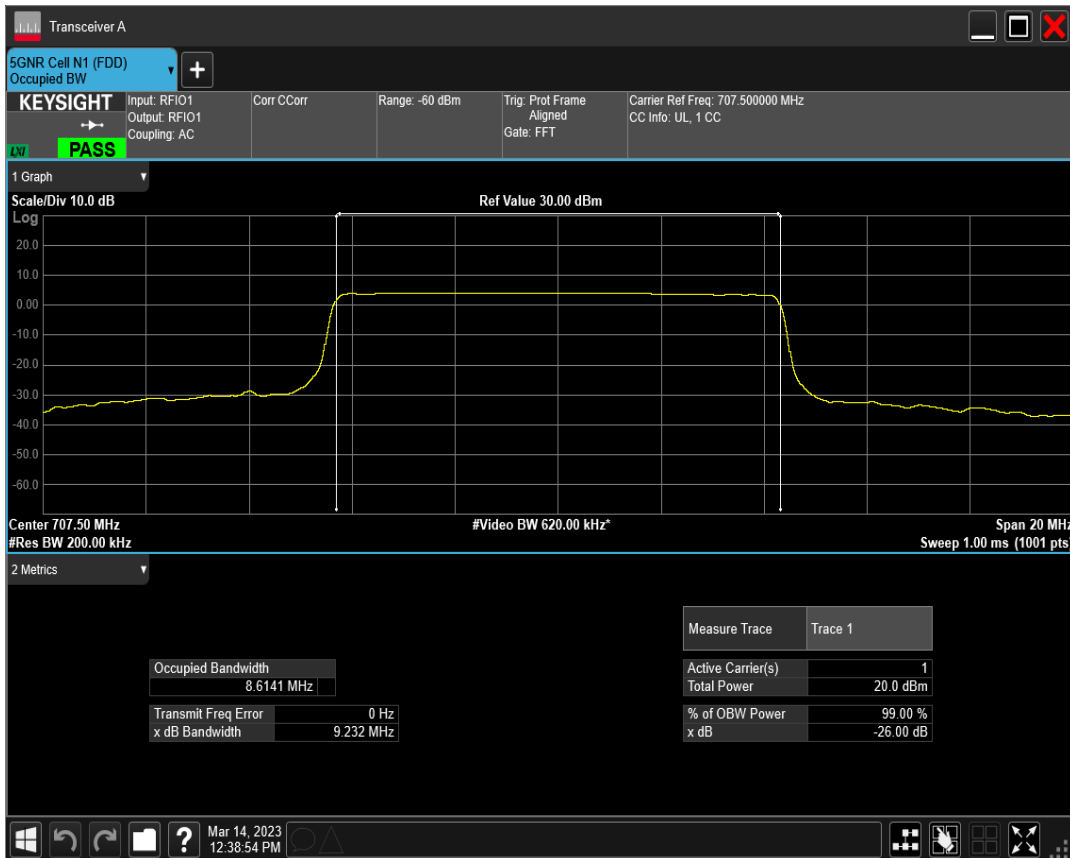 Transceiver A
5GNR Cell N1 (FDD)
Occupied BW
+
KEYSIGHT
LXI
PASS
Input: RFIO1
Output: RFIO1
Coupling: AC
Corr CCorr
Range: -60 dBm
Trig: Prot Frame
Aligned
Gate: FFT
Carrier Ref Freq: 707.500000 MHz
CC Info: UL, 1 CC
1 Graph
Scale/Div 10.0 dB
Ref Value 30.00 dBm
Log
20.0
10.0
0.00
-10.0
-20.0
-30.0
-40.0
-50.0
-60.0
Center 707.50 MHz
#Video BW 620.00 kHz*
Span 20 MHz
#Res BW 200.00 kHz
Sweep 1.00 ms (1001 pts)
2 Metrics
Measure Trace Trace 1
Occupied Bandwidth
8.6141 MHz
Active Carrier(s) 1
Total Power 20.0 dBm
Transmit Freq Error 0 Hz
x dB Bandwidth 9.232 MHz
% of OBW Power 99.00 %
x dB -26.00 dB
?
Mar 14, 2023
12:38:54 PM